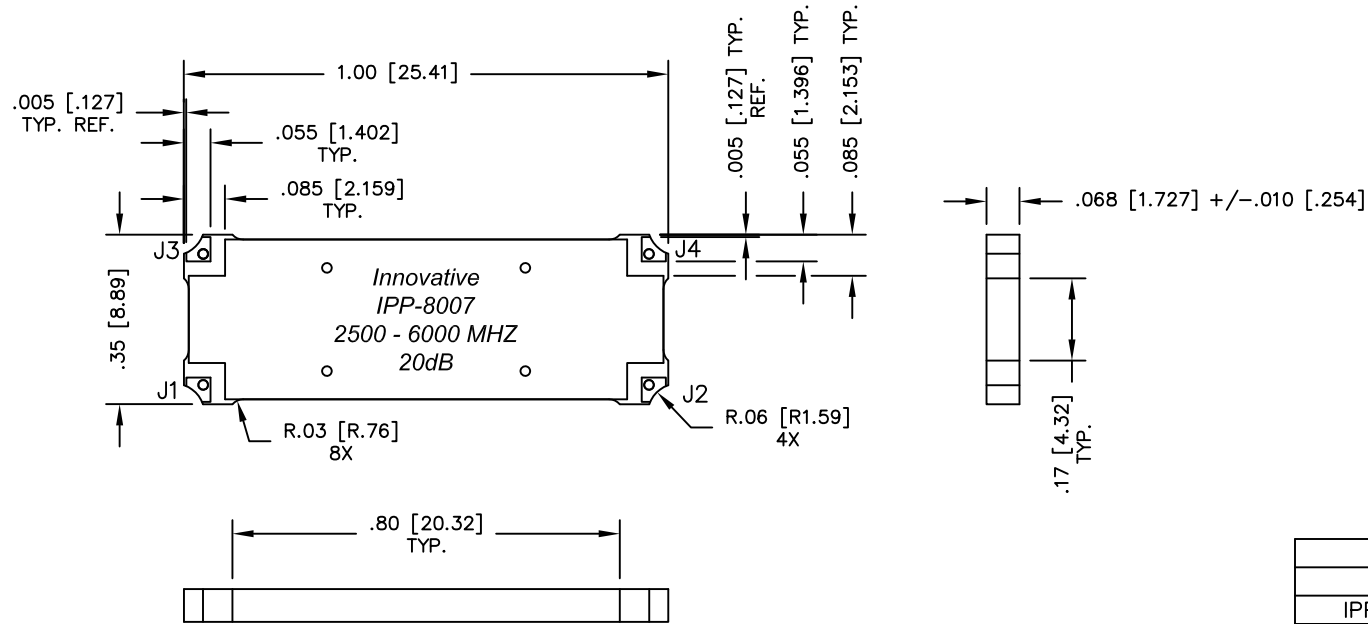 1.00 [25.41]
.005 [.127]
TYP. REF.
.055 [1.402]
TYP.
.085 [2.159]
TYP.
.005 [.127] TYP.
REF.
.055 [1.396] TYP.
.085 [2.153] TYP.
.068 [1.727] +/-.010 [.254]
J3
J4
.35 [8.89]
Innovative
IPP-8007
2500 - 6000 MHZ
20dB
J1
J2
R.03 [R.76]
8X
R.06 [R1.59]
4X
.17 [4.32]
TYP.
.80 [20.32]
TYP.
IPP